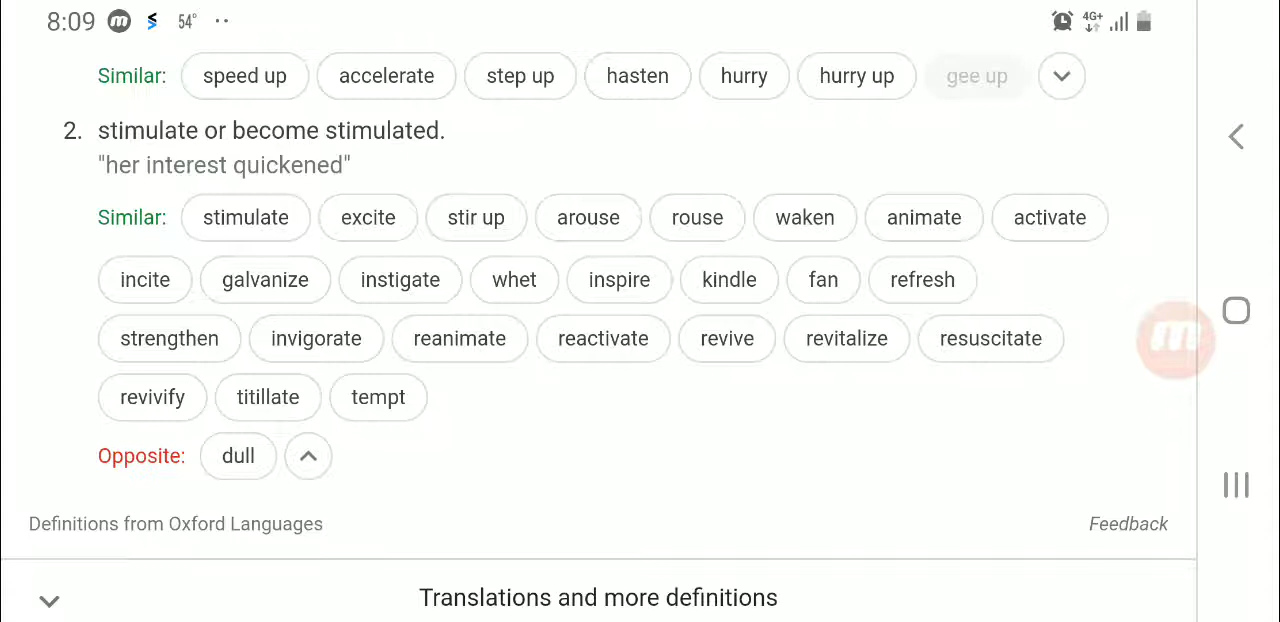 8:09 m 54°
4G+
Similar: speed up accelerate step up hasten hurry hurry up gee up
2. stimulate or become stimulated.
"her interest quickened"
Similar: stimulate excite stir up arouse rouse waken animate activate
incite galvanize instigate whet inspire kindle fan refresh
strengthen invigorate reanimate reactivate revive revitalize resuscitate
m
revivify titillate tempt
Opposite: dull
Definitions from Oxford Languages Feedback
Translations and more definitions